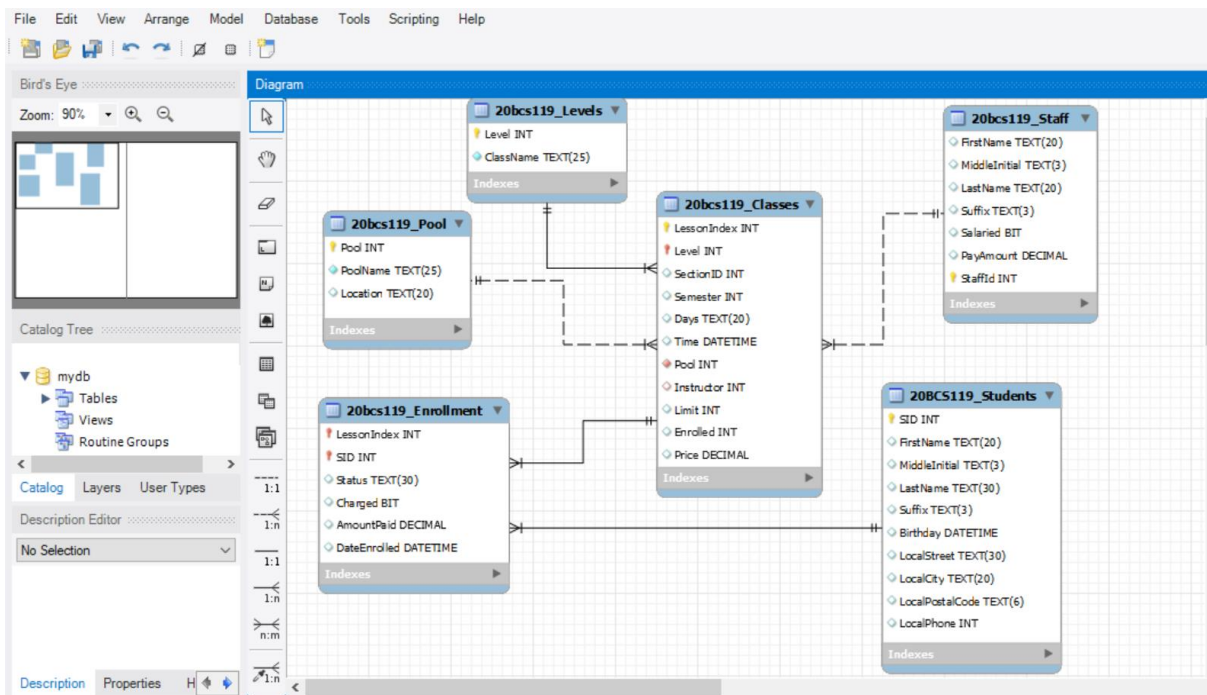 File Edit View Arrange Model Database Tools Scripting Help
Bird's Eye
Zoom: 90%
Catalog Tree
mydb
Tables
Views
Routine Groups
Catalog Layers User Types
Description Editor
No Selection
Description Properties H
Diagram
1:1
1:n
1:1
1:n
n:m
1:n
20bcs119_Levels
Level INT
ClassName TEXT(25)
Indexes
20bcs119_Pool
Pool INT
PoolName TEXT(25)
Location TEXT(20)
Indexes
20bcs119_Enrollment
LessonIndex INT
SID INT
Status TEXT(30)
Charged BIT
AmountPaid DECIMAL
DateEnrolled DATETIME
Indexes
20bcs119_Classes
LessonIndex INT
Level INT
SectionID INT
Semester INT
Days TEXT(20)
Time DATETIME
Pool INT
Instructor INT
Limit INT
Enrolled INT
Price DECIMAL
Indexes
20bcs119_Staff
FirstName TEXT(20)
MiddleInitial TEXT(3)
LastName TEXT(20)
Suffix TEXT(3)
Salaried BIT
PayAmount DECIMAL
StaffId INT
Indexes
20BCS119_Students
SID INT
FirstName TEXT(20)
MiddleInitial TEXT(3)
LastName TEXT(30)
Suffix TEXT(3)
Birthday DATETIME
LocalStreet TEXT(30)
LocalCity TEXT(20)
LocalPostalCode TEXT(6)
LocalPhone INT
Indexes